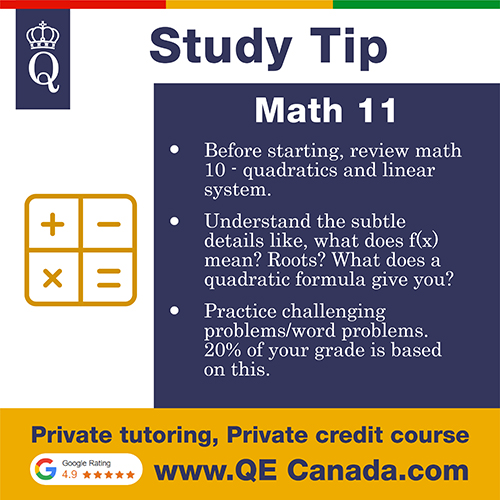 Q
Study Tip
Math 11
• Before starting, review math
10 - quadratics and linear
system.
• Understand the subtle
details like, what does f(x)
mean? Roots? What does a
quadratic formula give you?
• Practice challenging
problems/word problems.
20% of your grade is based
on this.
+ −
× =
Private tutoring, Private credit course
G Google Rating
4.9 ★★★★★
www.QE Canada.com